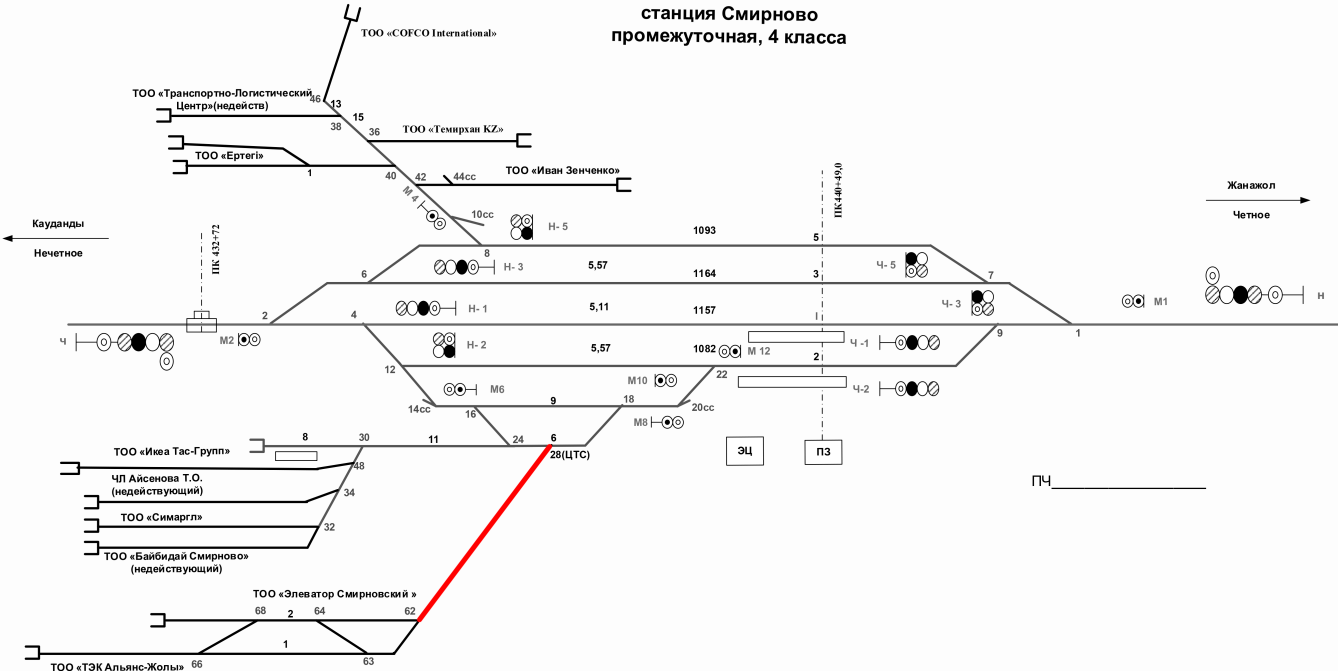 станция Смирново
промежуточная, 4 класса
ТОО «COFCO International»
ТОО «Транспортно-Логистический
Центр»(недейств)
46
13
15
38
36
ТОО «Темирхан KZ»
ТОО «Ертегі»
1
40
42
44сс
ТОО «Иван Зенченко»
ПК440+49,0
Жанажол
Четное
Кауданды
Нечетное
ПК 432+72
М 4
10сс
Н- 5
1093
5
8
6
Н- 3
5,57
1164
3
Ч- 5
7
2
4
Н- 1
5,11
1157
I
Ч- 3
М1
Н
9
1
Ч
М2
Н- 2
5,57
1082
М 12
2
Ч -1
12
22
М6
М10
Ч-2
14сс
16
9
18
20сс
М8
8
30
11
24
6
28(ЦТС)
ЭЦ
ПЗ
ТОО «Икеа Тас-Групп»
48
ЧЛ Айсенова Т.О.
(недействующий)
34
ПЧ___________________
ТОО «Симаргл»
32
ТОО «Байбидай Смирново»
(недействующий)
ТОО «Элеватор Смирновский »
68
2
64
62
1
66
63
ТОО «ТЭК Альянс-Жолы»